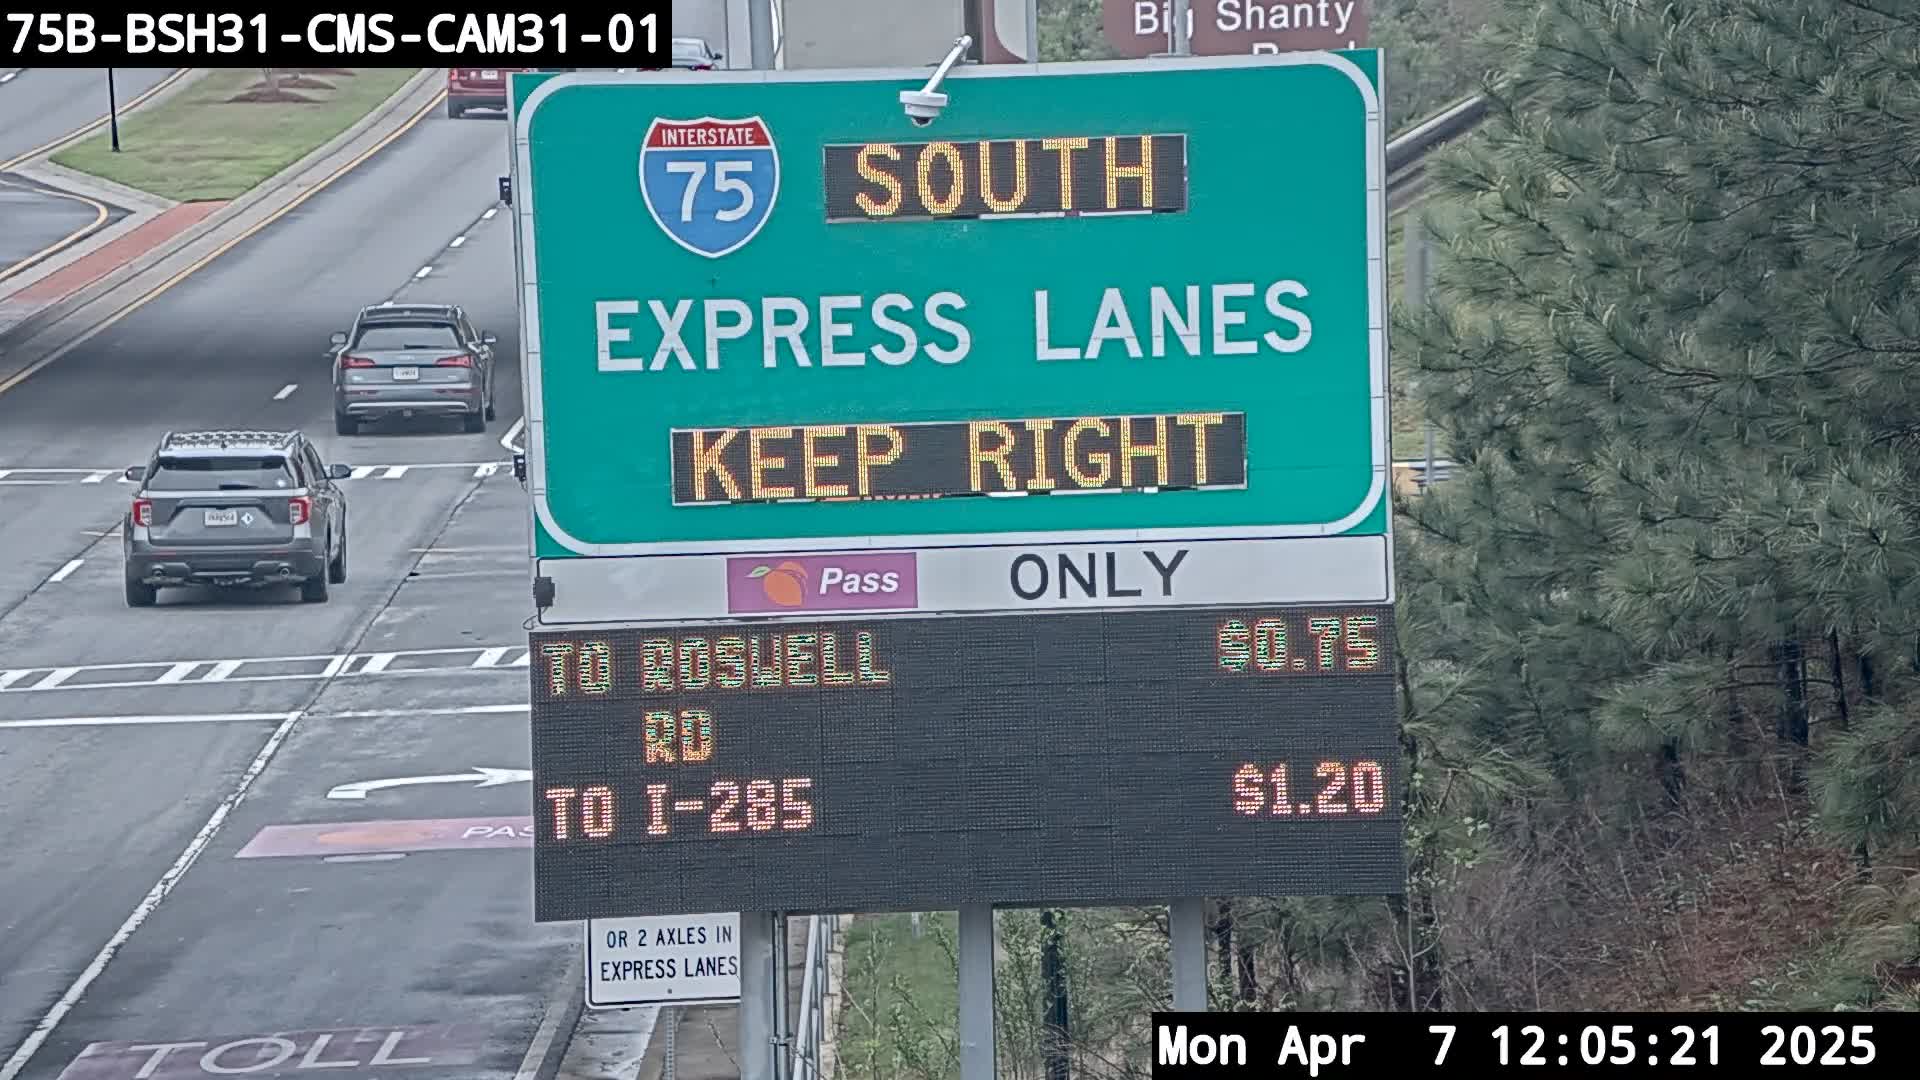 75B-BSH31-CMS-CAM31-01
Big Shanty
Road
INTERSTATE
75
SOUTH
EXPRESS LANES
KEEP RIGHT
Pass ONLY
TO ROSWELL $0.75
RD
TO I-285 $1.20
PAS
OR 2 AXLES IN
EXPRESS LANES
TOLL
Mon Apr 7 12:05:21 2025